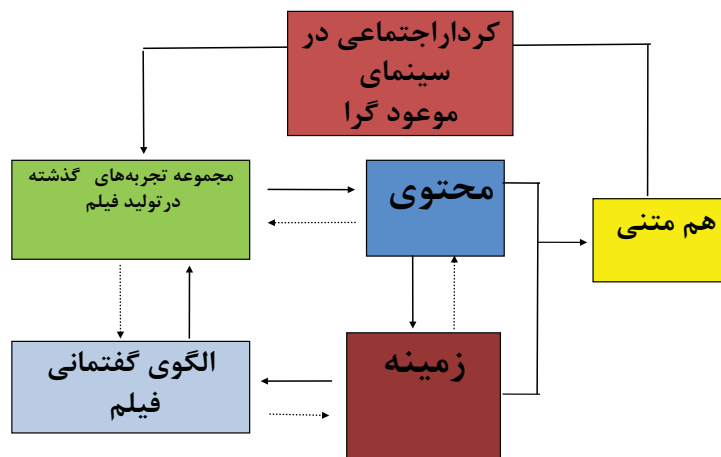 کرداراجتماعی در
سینمای
موعود گرا
مجموعه تجربه‌های گذشته
درتولید فیلم
محتوی
هم متنی
الگوی گفتمانی
فیلم
زمینه